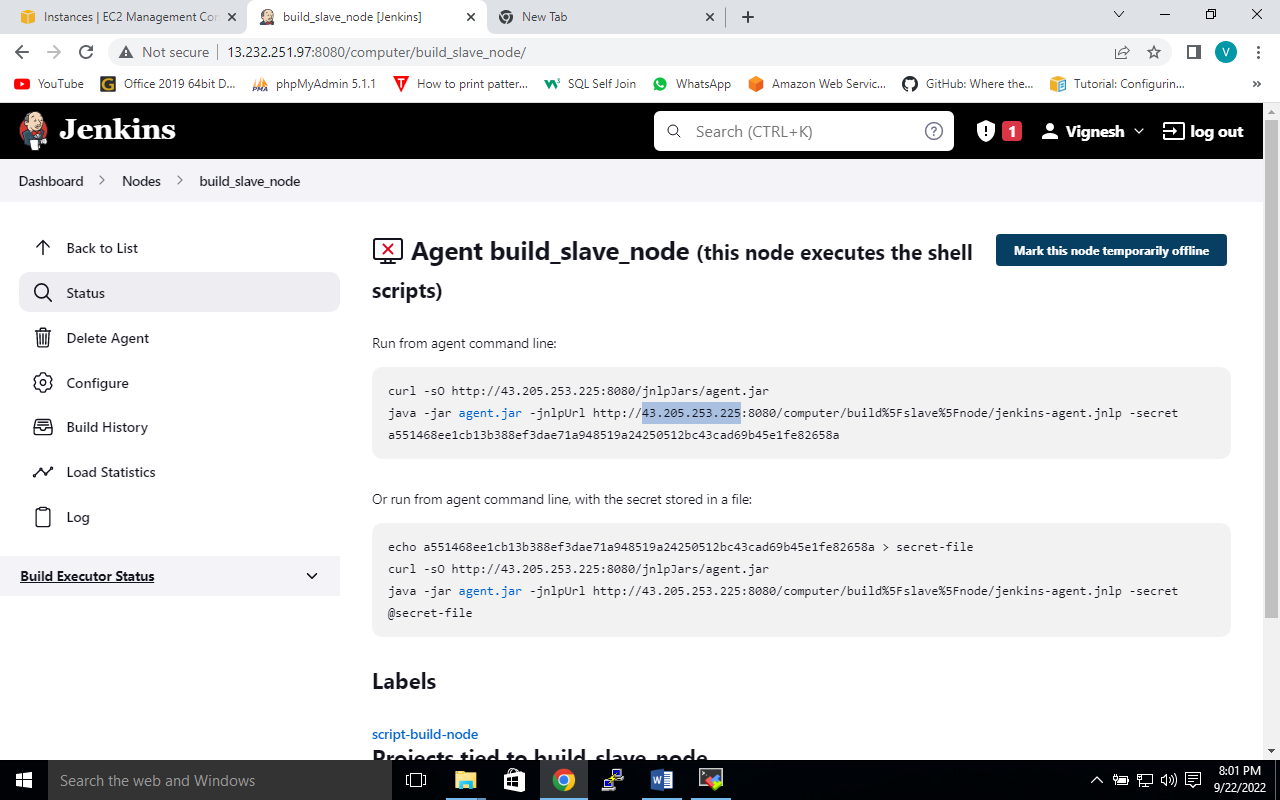 Instances | EC2 Management Con
build_slave_node [Jenkins]
New Tab
Not secure
13.232.251.97:8080/computer/build_slave_node/
V
YouTube
Office 2019 64bit D...
phpMyAdmin 5.1.1
How to print patter...
SQL Self Join
WhatsApp
Amazon Web Servic...
GitHub: Where the...
Tutorial: Configurin...
»
Jenkins
Search (CTRL+K)
1
Vignesh
log out
Dashboard
Nodes
build_slave_node
Back to List
Status
Delete Agent
Configure
Build History
Load Statistics
Log
Build Executor Status
Agent build_slave_node (this node executes the shell
scripts)
Mark this node temporarily offline
Run from agent command line:
curl -sO http://43.205.253.225:8080/jnlpJars/agent.jar
java -jar agent.jar -jnlpUrl http://43.205.253.225:8080/computer/build%5Fslave%5Fnode/jenkins-agent.jnlp -secret
a551468ee1cb13b388ef3dae71a948519a24250512bc43cad69b45e1fe82658a
Or run from agent command line, with the secret stored in a file:
echo a551468ee1cb13b388ef3dae71a948519a24250512bc43cad69b45e1fe82658a > secret-file
curl -sO http://43.205.253.225:8080/jnlpJars/agent.jar
java -jar agent.jar -jnlpUrl http://43.205.253.225:8080/computer/build%5Fslave%5Fnode/jenkins-agent.jnlp -secret
@secret-file
Labels
script-build-node
Projects tied to build_slave_node
Search the web and Windows
8:01 PM
9/22/2022